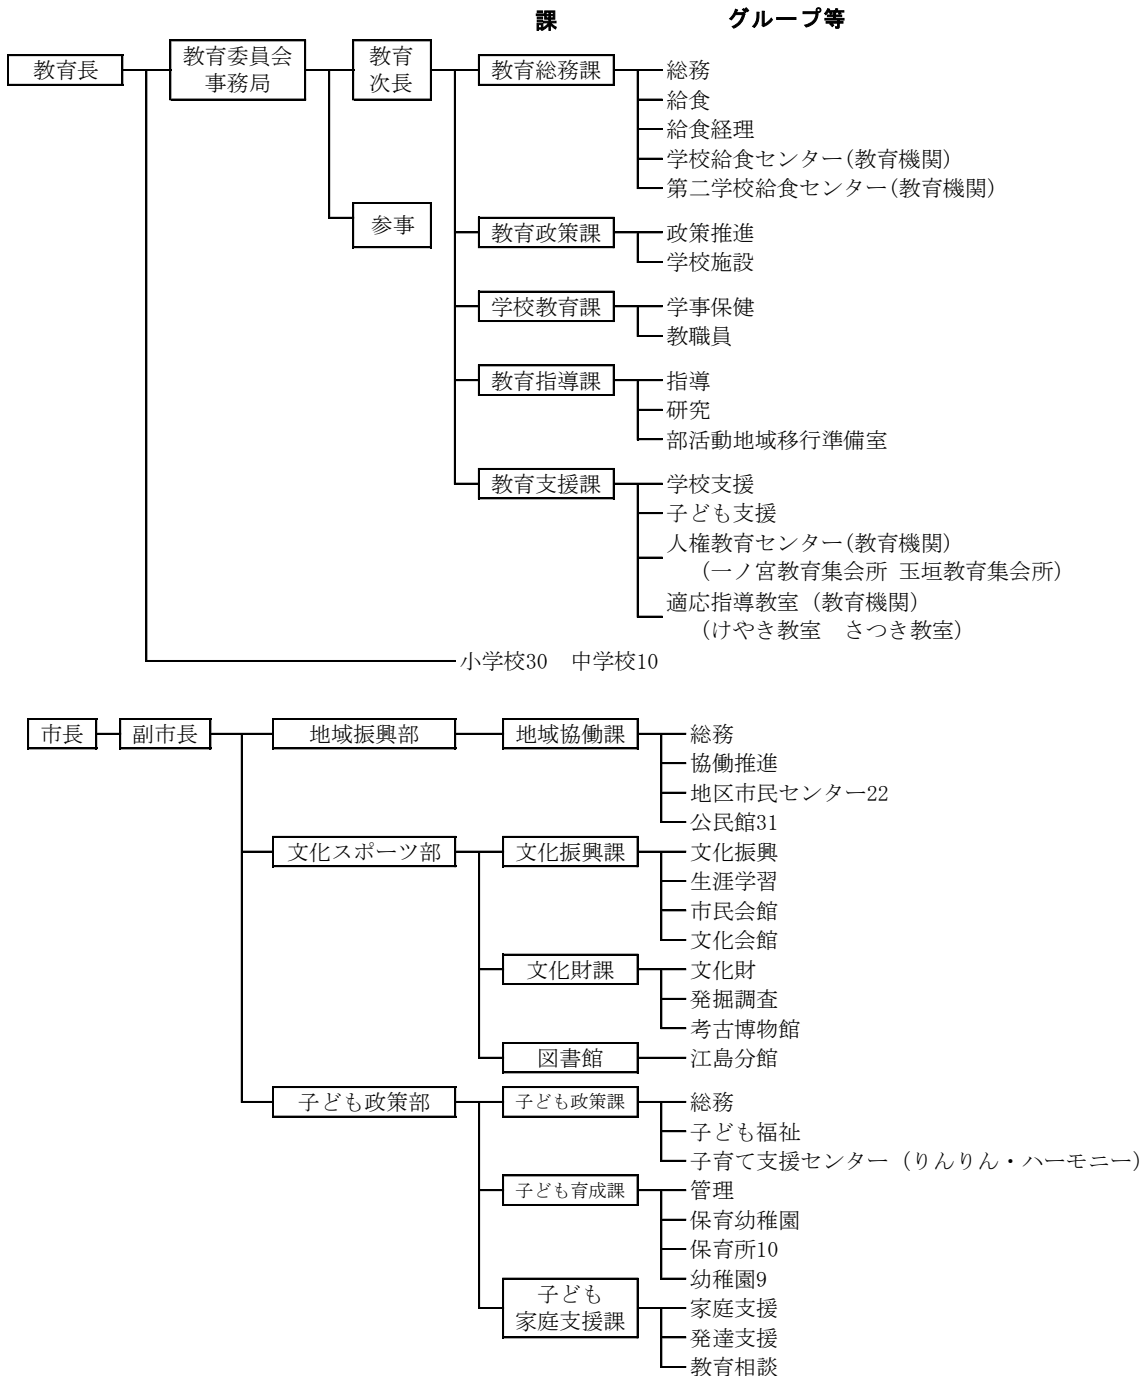 課 グループ等
教育長 教育委員会事務局 教育次長 教育総務課 総務
給食
給食経理
学校給食センター(教育機関)
第二学校給食センター(教育機関)
参事 教育政策課 政策推進
学校施設
学校教育課 学事保健
教職員
教育指導課 指導
研究
部活動地域移行準備室
教育支援課 学校支援
子ども支援
人権教育センター(教育機関)
(一ノ宮教育集会所 玉垣教育集会所)
適応指導教室 (教育機関)
(けやき教室 さつき教室)
小学校30 中学校10
市長 副市長 地域振興部 地域協働課 総務
協働推進
地区市民センター22
公民館31
文化スポーツ部 文化振興課 文化振興
生涯学習
市民会館
文化会館
文化財課 文化財
発掘調査
考古博物館
図書館 江島分館
子ども政策部 子ども政策課 総務
子ども福祉
子育て支援センター (りんりん・ハーモニー)
子ども育成課 管理
保育幼稚園
保育所10
幼稚園9
子ども家庭支援課 家庭支援
発達支援
教育相談